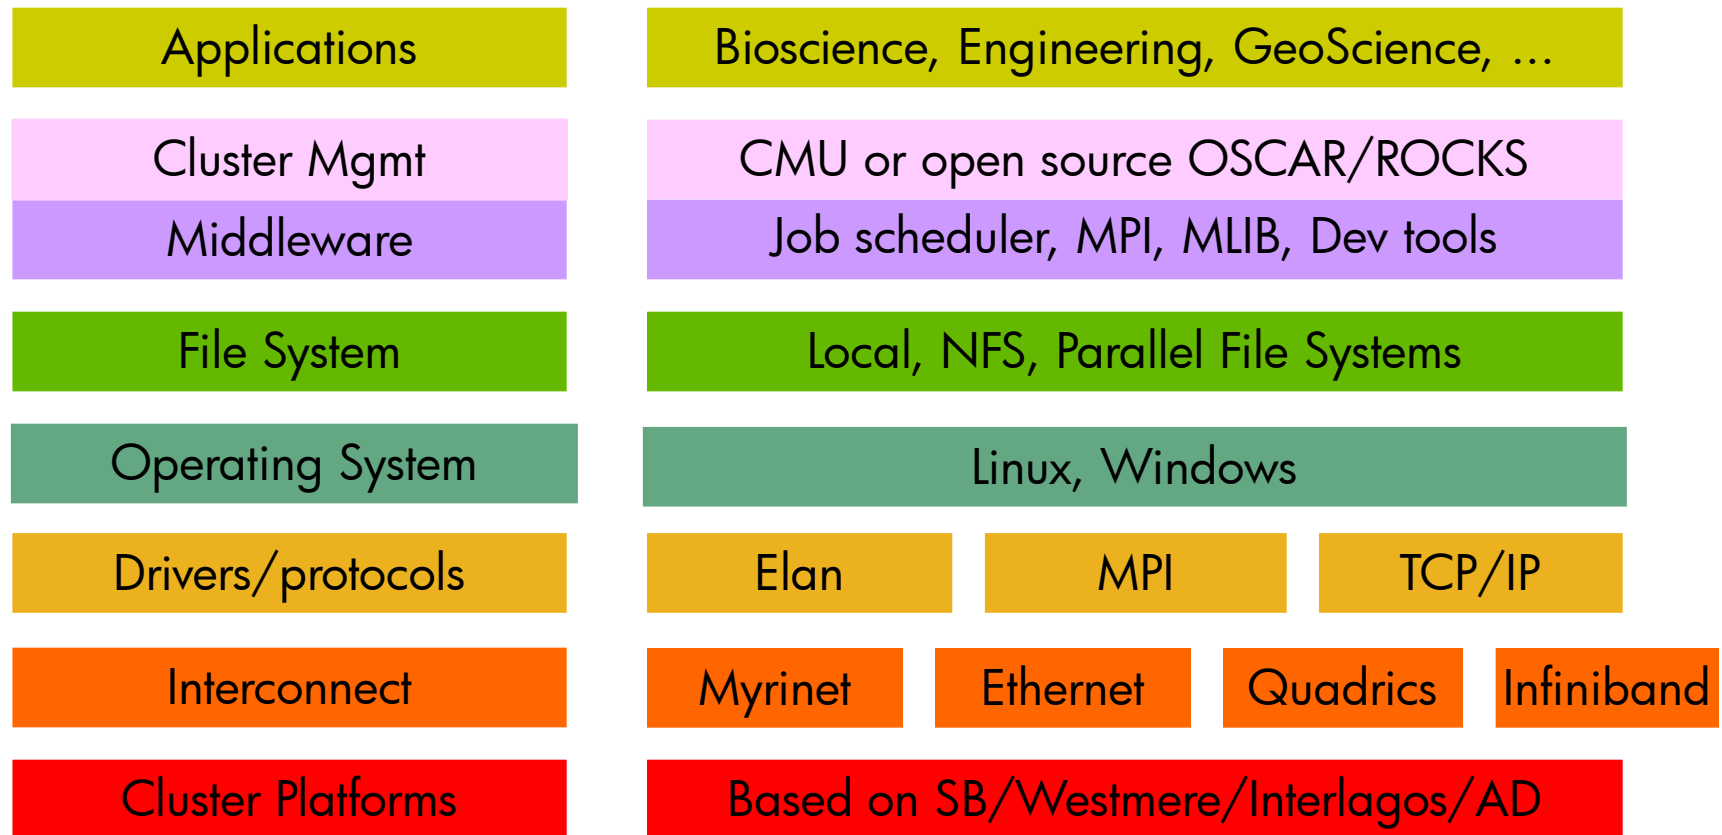 Applications
Bioscience, Engineering, GeoScience, ...
Cluster Mgmt
CMU or open source OSCAR/ROCKS
Middleware
Job scheduler, MPI, MLIB, Dev tools
File System
Local, NFS, Parallel File Systems
Operating System
Linux, Windows
Drivers/protocols
Elan
MPI
TCP/IP
Interconnect
Myrinet
Ethernet
Quadrics
Infiniband
Cluster Platforms
Based on SB/Westmere/Interlagos/AD